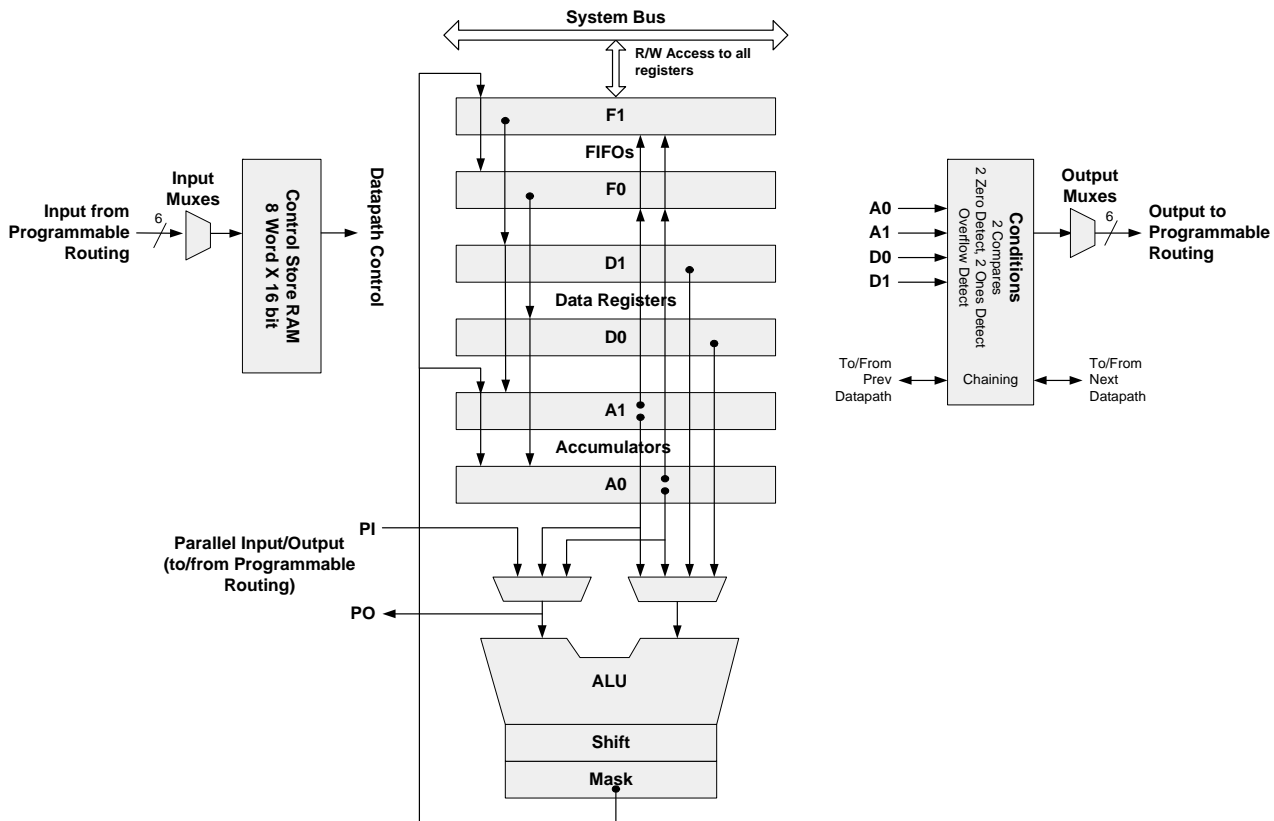 System Bus
R/W Access to all
registers
F1
FIFOs
F0
D1
Data Registers
D0
A1
Accumulators
A0
Input from
Programmable
Routing
6
Input
Muxes
Control Store RAM
8 Word X 16 bit
Datapath Control
PI
Parallel Input/Output
(to/from Programmable
Routing)
PO
ALU
Shift
Mask
A0
A1
D0
D1
Conditions
2 Compares
2 Zero Detect, 2 Ones Detect
Overflow Detect
Chaining
To/From
Prev
Datapath
To/From
Next
Datapath
Output
Muxes
6
Output to
Programmable
Routing